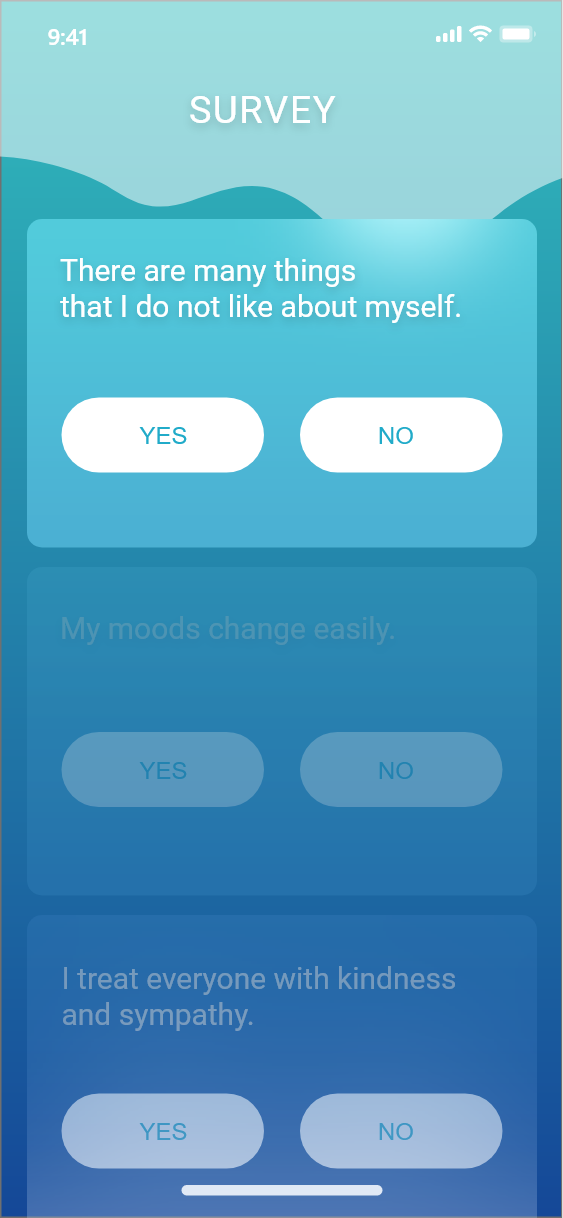 9:41
SURVEY
There are many things
that I do not like about myself.
YES NO
My moods change easily.
YES NO
I treat everyone with kindness
and sympathy.
YES NO